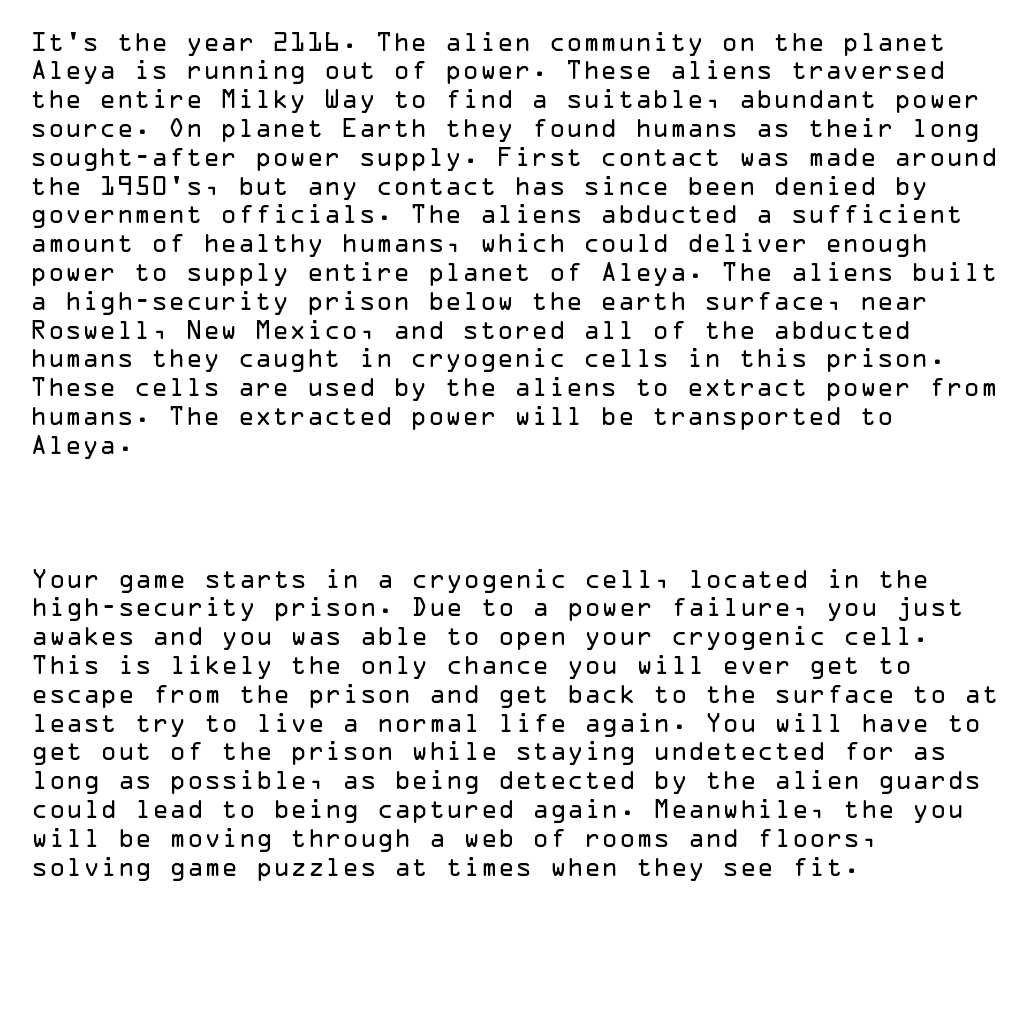 It's the year 2116. The alien community on the planet
Aleya is running out of power. These aliens traversed
the entire Milky Way to find a suitable, abundant power
source. On planet Earth they found humans as their long
sought-after power supply. First contact was made around
the 1950's, but any contact has since been denied by
government officials. The aliens abducted a sufficient
amount of healthy humans, which could deliver enough
power to supply entire planet of Aleya. The aliens built
a high-security prison below the earth surface, near
Roswell, New Mexico, and stored all of the abducted
humans they caught in cryogenic cells in this prison.
These cells are used by the aliens to extract power from
humans. The extracted power will be transported to
Aleya.
Your game starts in a cryogenic cell, located in the
high-security prison. Due to a power failure, you just
awakes and you was able to open your cryogenic cell.
This is likely the only chance you will ever get to
escape from the prison and get back to the surface to at
least try to live a normal life again. You will have to
get out of the prison while staying undetected for as
long as possible, as being detected by the alien guards
could lead to being captured again. Meanwhile, the you
will be moving through a web of rooms and floors,
solving game puzzles at times when they see fit.